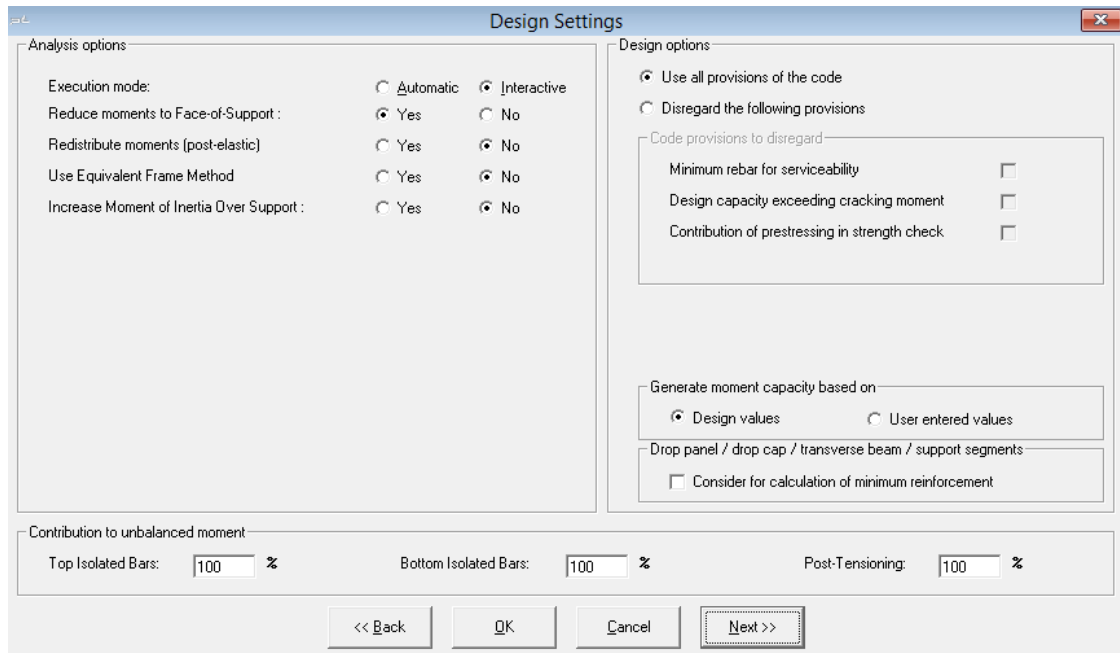 Design Settings
Analysis options
Execution mode: Automatic Interactive
Reduce moments to Face-of-Support : Yes No
Redistribute moments (post-elastic) Yes No
Use Equivalent Frame Method Yes No
Increase Moment of Inertia Over Support : Yes No
Design options
Use all provisions of the code
Disregard the following provisions
Code provisions to disregard
Minimum rebar for serviceability
Design capacity exceeding cracking moment
Contribution of prestressing in strength check
Generate moment capacity based on
Design values User entered values
Drop panel / drop cap / transverse beam / support segments
Consider for calculation of minimum reinforcement
Contribution to unbalanced moment
Top Isolated Bars: 100 % Bottom Isolated Bars: 100 % Post-Tensioning: 100 %
<< Back OK Cancel Next >>